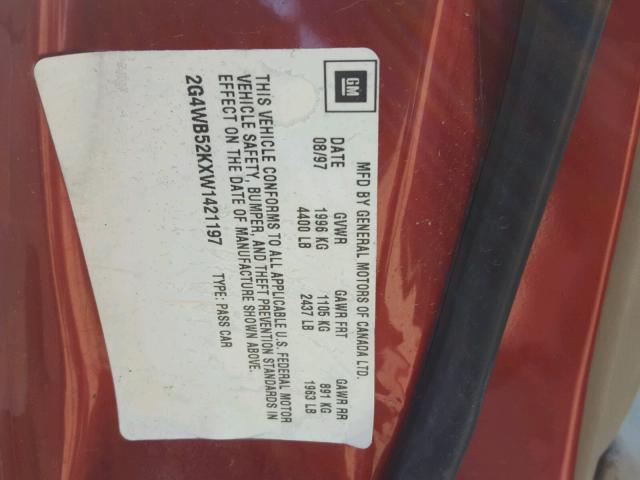 GM
MFD BY GENERAL MOTORS OF CANADA LTD.
DATE GVWR GAWR FRT GAWR RR
08/97 1996 KG 1105 KG 891 KG
4400 LB 2437 LB 1963 LB
THIS VEHICLE CONFORMS TO ALL APPLICABLE U.S. FEDERAL MOTOR
VEHICLE SAFETY, BUMPER, AND THEFT PREVENTION STANDARDS IN
EFFECT ON THE DATE OF MANUFACTURE SHOWN ABOVE.
2G4WB52KXW1421197 TYPE: PASS CAR